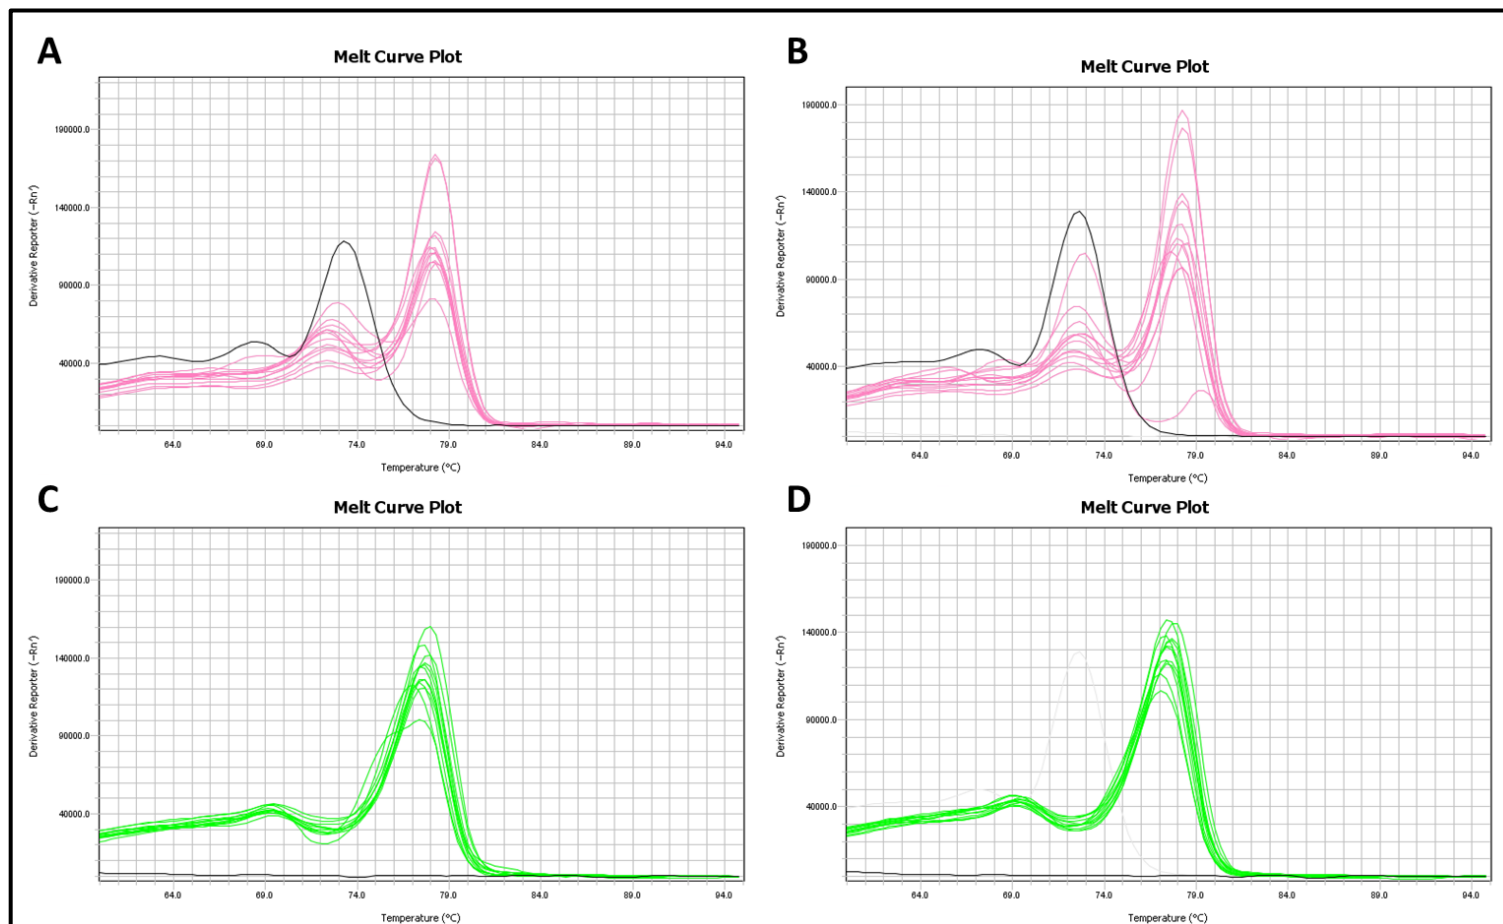 A
Melt Curve Plot
Derivative Reporter (−Rn′)
190000.0
140000.0
90000.0
40000.0
64.0 69.0 74.0 79.0 84.0 89.0 94.0
Temperature (°C)
B
Melt Curve Plot
Derivative Reporter (−Rn′)
190000.0
140000.0
90000.0
40000.0
64.0 69.0 74.0 79.0 84.0 89.0 94.0
Temperature (°C)
C
Melt Curve Plot
Derivative Reporter (−Rn′)
190000.0
140000.0
90000.0
40000.0
64.0 69.0 74.0 79.0 84.0 89.0 94.0
Temperature (°C)
D
Melt Curve Plot
Derivative Reporter (−Rn′)
190000.0
140000.0
90000.0
40000.0
64.0 69.0 74.0 79.0 84.0 89.0 94.0
Temperature (°C)